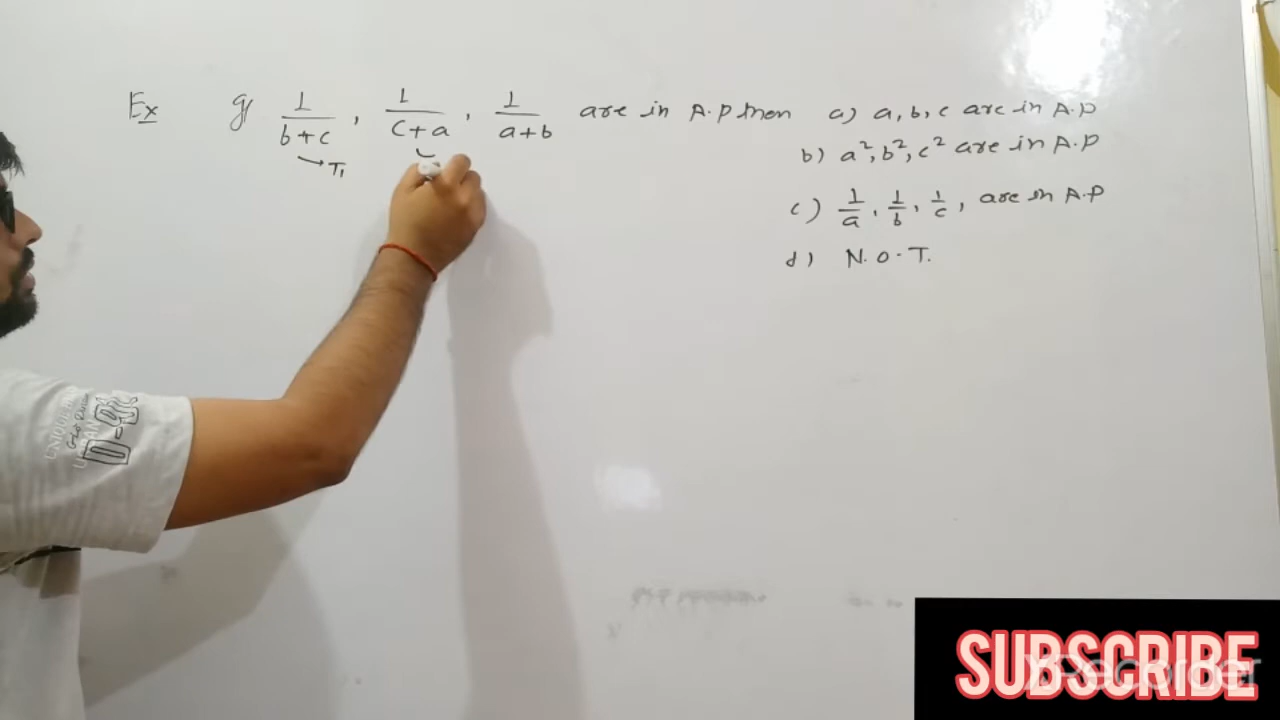 Ex If 1/(b+c), 1/(c+a), 1/(a+b) are in A.P then a) a, b, c are in A.P
b) a², b², c² are in A.P
→ T₁
c) 1/a, 1/b, 1/c, are in A.P
d) N.O.T.
SUBSCRIBE